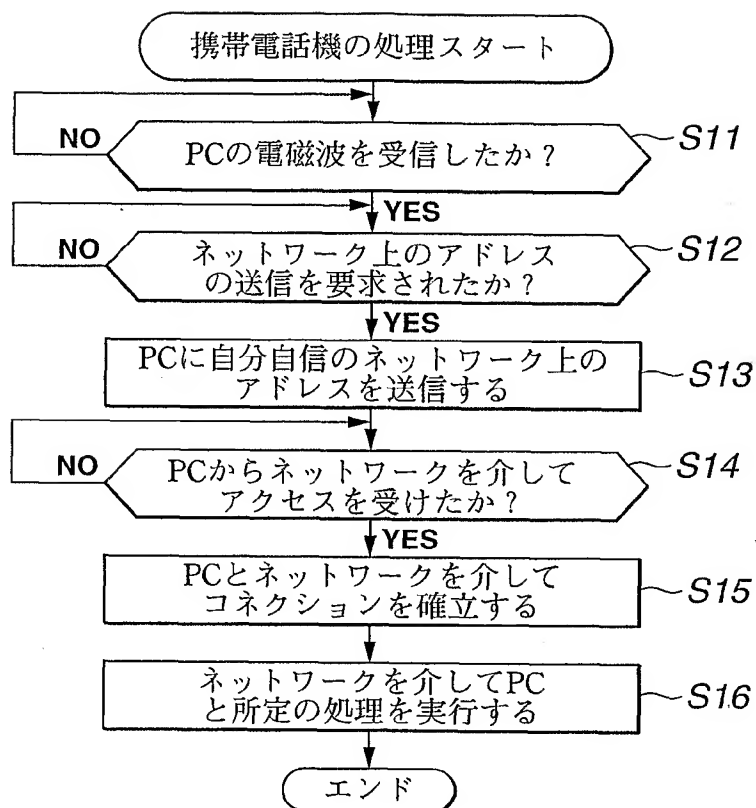 携帯電話機の処理スタート
NO
PCの電磁波を受信したか?
S11
YES
NO
ネットワーク上のアドレス
の送信を要求されたか?
S12
YES
PCに自分自信のネットワーク上の
アドレスを送信する
S13
NO
PCからネットワークを介して
アクセスを受けたか?
S14
YES
PCとネットワークを介して
コネクションを確立する
S15
ネットワークを介してPC
と所定の処理を実行する
S16
エンド